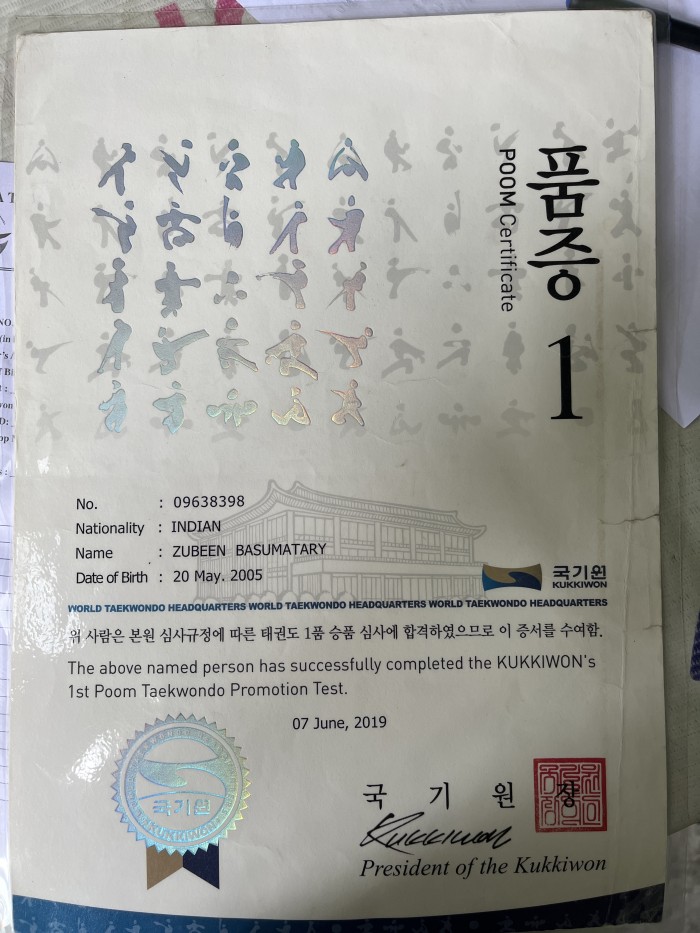 품증 1
POOM Certificate
No. : 09638398
Nationality : INDIAN
Name : ZUBEEN BASUMATARY
Date of Birth : 20 May. 2005
국기원
KUKKIWON
WORLD TAEKWONDO HEADQUARTERS WORLD TAEKWONDO HEADQUARTERS WORLD TAEKWONDO HEADQUARTERS
위 사람은 본원 심사규정에 따른 태권도 1품 승품 심사에 합격하였으므로 이 증서를 수여함.
The above named person has successfully completed the KUKKIWON's
1st Poom Taekwondo Promotion Test.
07 June, 2019
국기원
KUKKIWON
국 기 원 장
Kukkiwon
President of the Kukkiwon